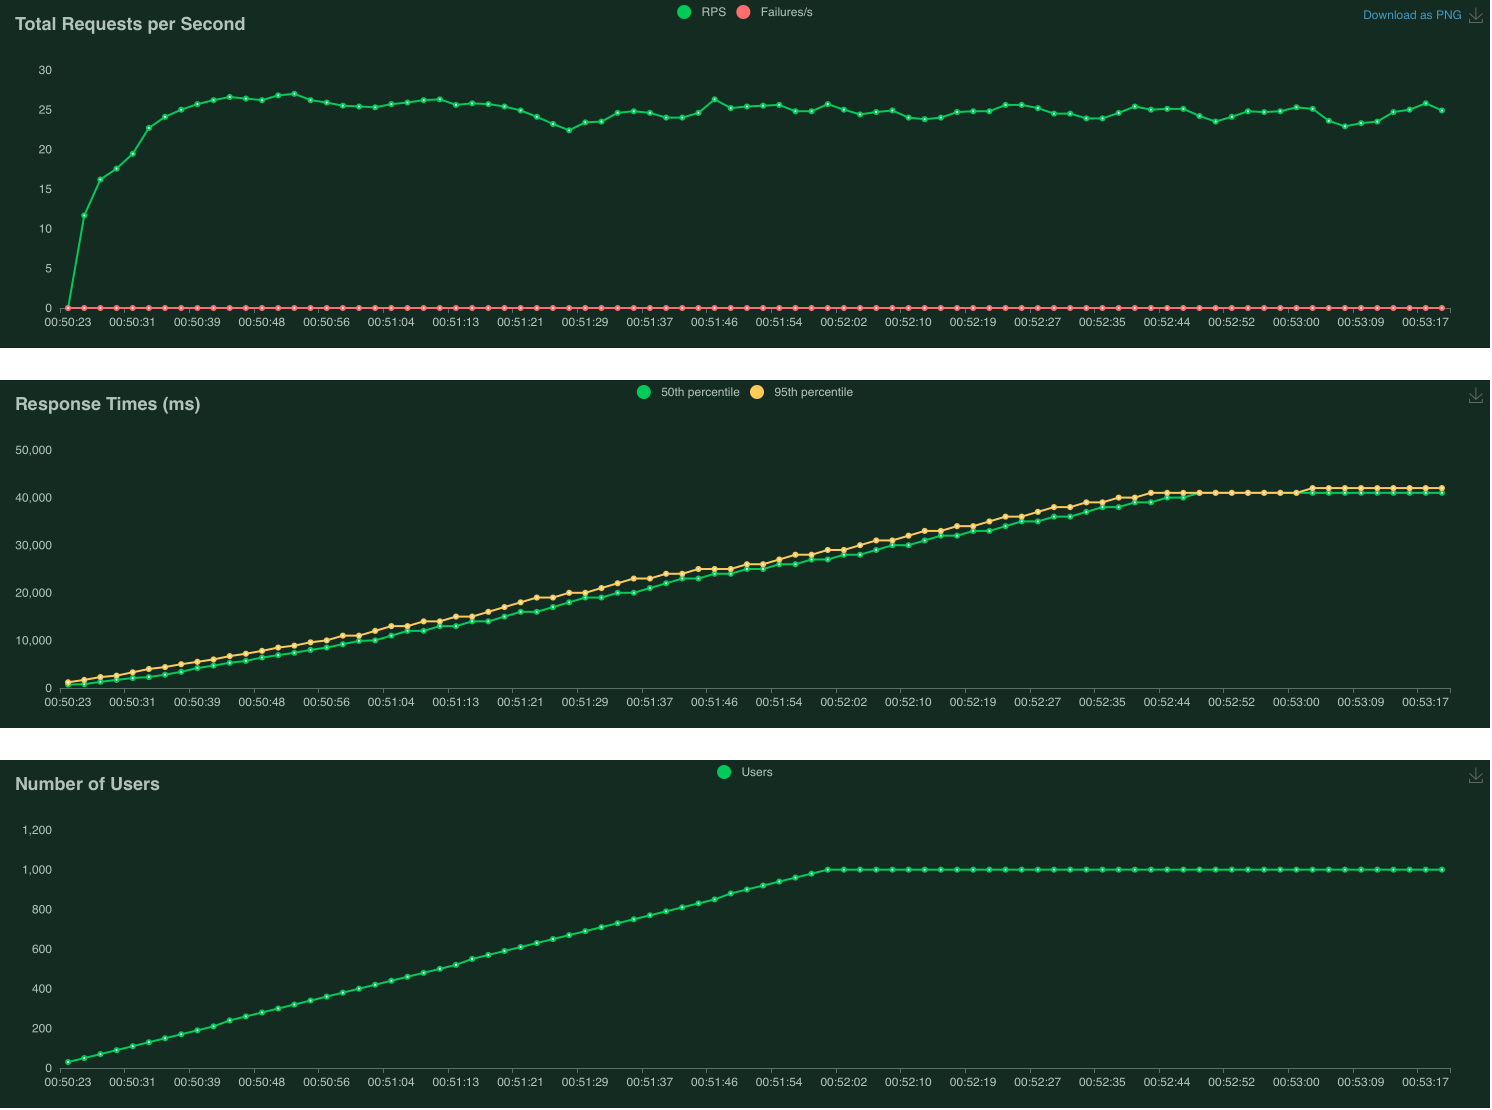 RPS Failures/s
Total Requests per Second
Download as PNG
30
25
20
15
10
5
0
00:50:23 00:50:31 00:50:39 00:50:48 00:50:56 00:51:04 00:51:13 00:51:21 00:51:29 00:51:37 00:51:46 00:51:54 00:52:02 00:52:10 00:52:19 00:52:27 00:52:35 00:52:44 00:52:52 00:53:00 00:53:09 00:53:17
50th percentile 95th percentile
Response Times (ms)
50,000
40,000
30,000
20,000
10,000
0
00:50:23 00:50:31 00:50:39 00:50:48 00:50:56 00:51:04 00:51:13 00:51:21 00:51:29 00:51:37 00:51:46 00:51:54 00:52:02 00:52:10 00:52:19 00:52:27 00:52:35 00:52:44 00:52:52 00:53:00 00:53:09 00:53:17
Users
Number of Users
1,200
1,000
800
600
400
200
0
00:50:23 00:50:31 00:50:39 00:50:48 00:50:56 00:51:04 00:51:13 00:51:21 00:51:29 00:51:37 00:51:46 00:51:54 00:52:02 00:52:10 00:52:19 00:52:27 00:52:35 00:52:44 00:52:52 00:53:00 00:53:09 00:53:17